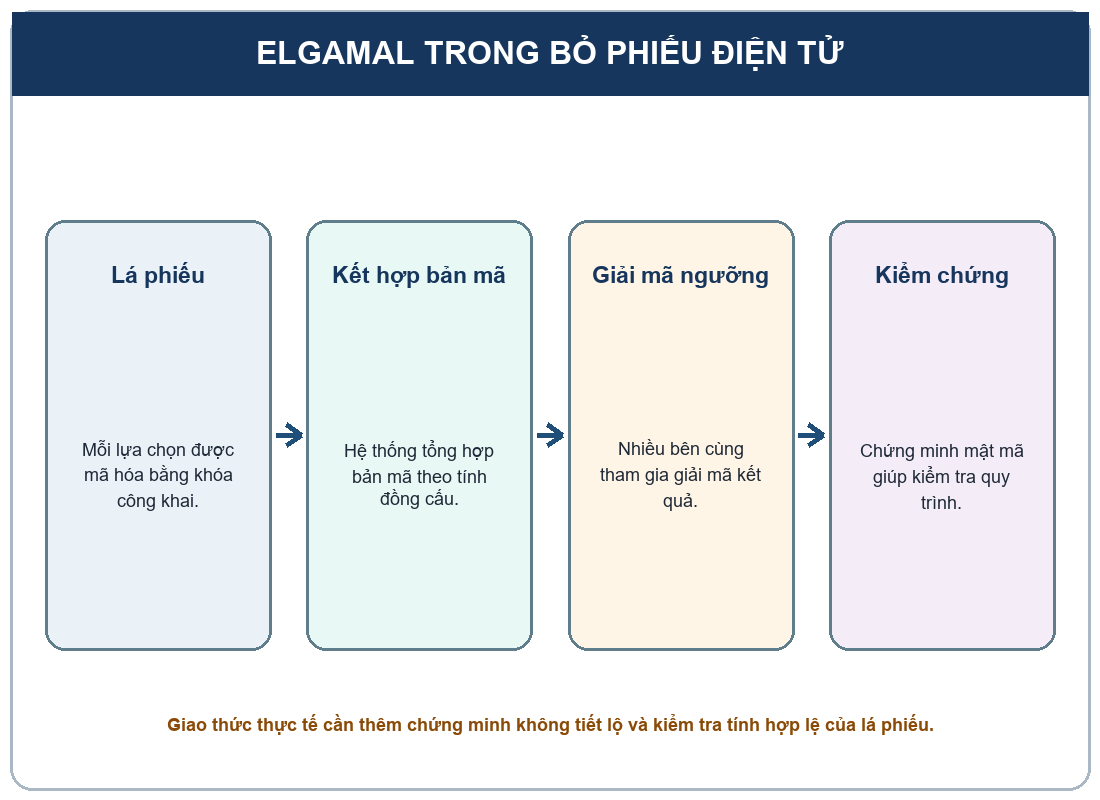 ELGAMAL TRONG BỎ PHIẾU ĐIỆN TỬ
Lá phiếu
Mỗi lựa chọn được
mã hóa bằng khóa
công khai.
Kết hợp bản mã
Hệ thống tổng hợp
bản mã theo tính
đồng cấu.
Giải mã ngưỡng
Nhiều bên cùng
tham gia giải mã kết
quả.
Kiểm chứng
Chứng minh mật mã
giúp kiểm tra quy
trình.
Giao thức thực tế cần thêm chứng minh không tiết lộ và kiểm tra tính hợp lệ của lá phiếu.